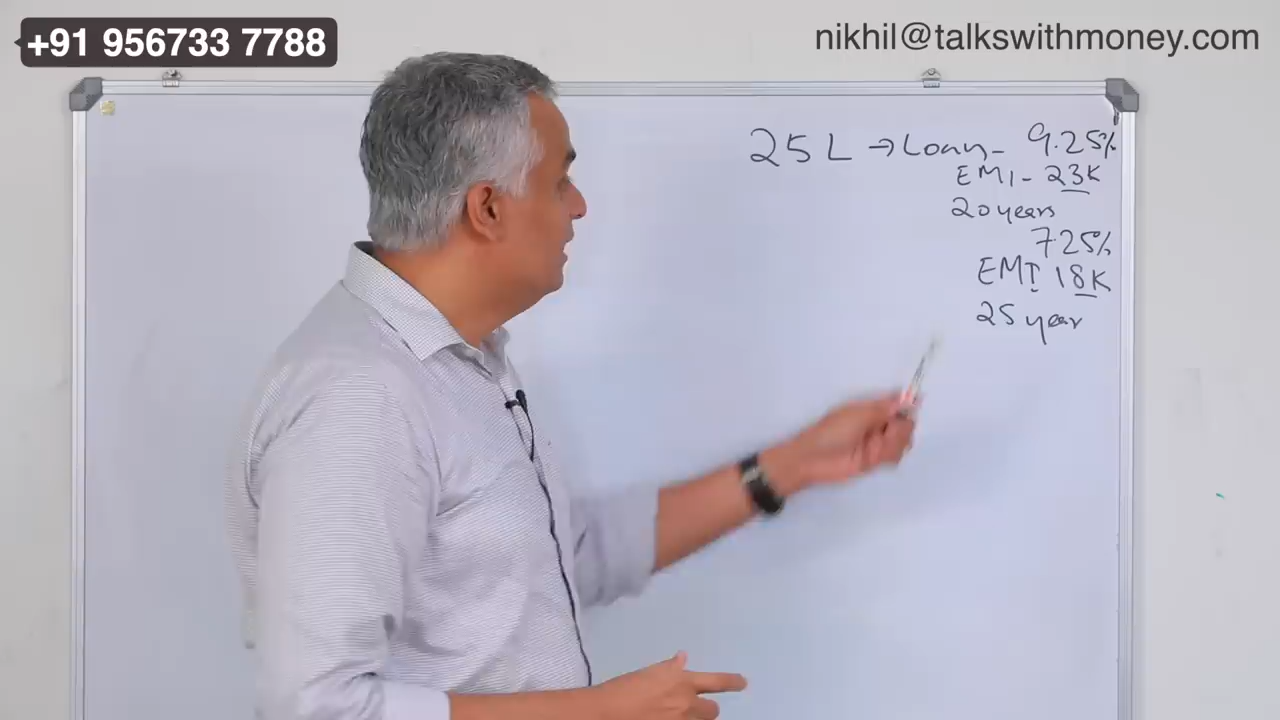 +91 956733 7788
nikhil@talkswithmoney.com
25 L → Loan - 9.25%
EMI - 23K
20 years
7.25%
EMI 18K
25 year